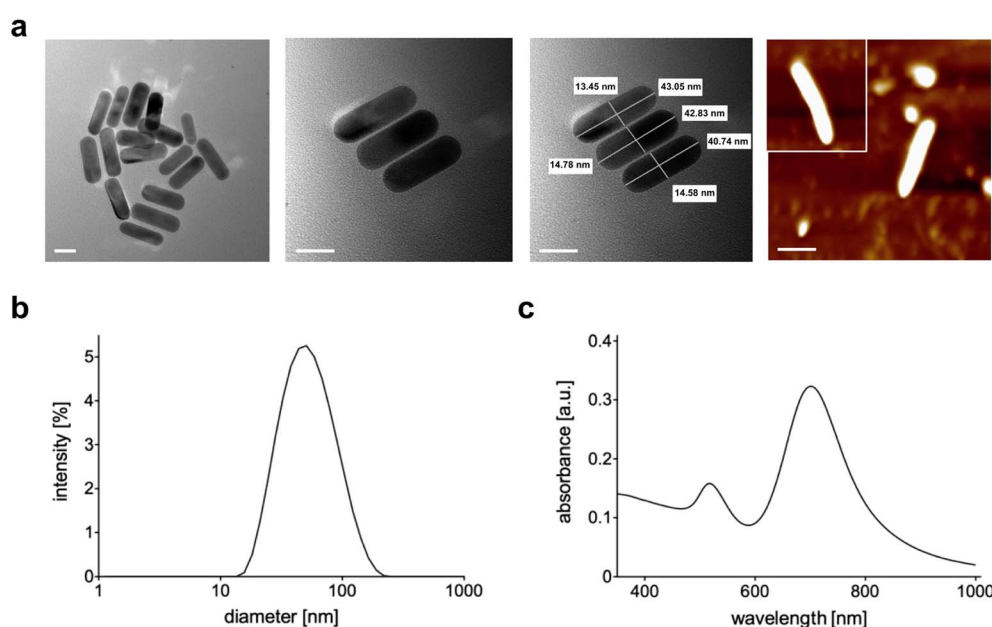 a
13.45 nm
43.05 nm
42.83 nm
40.74 nm
14.78 nm
14.58 nm
b
5
4
3
2
1
0
intensity [%]
1
10
100
1000
diameter [nm]
c
0.4
0.3
0.2
0.1
0
absorbance [a.u.]
400
600
800
1000
wavelength [nm]